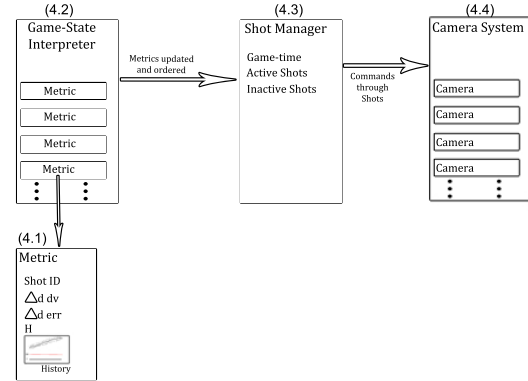 (4.2)
Game-State
Interpreter
Metric
Metric
Metric
Metric
Metrics updated
and ordered
(4.3)
Shot Manager
Game-time
Active Shots
Inactive Shots
Commands
through
Shots
(4.4)
Camera System
Camera
Camera
Camera
Camera
(4.1)
Metric
Shot ID
△d dv
△d err
H
History